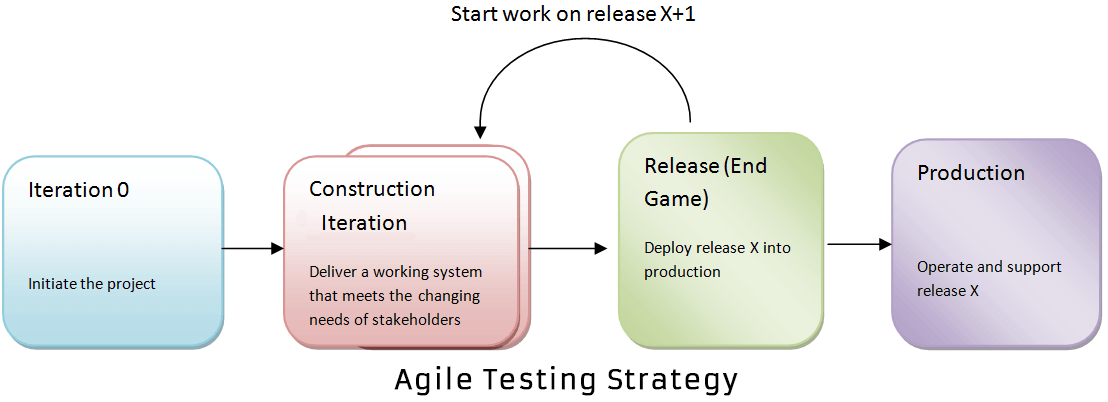 Start work on release X+1
Iteration 0
Initiate the project
Construction
Iteration
Deliver a working system
that meets the changing
needs of stakeholders
Release (End
Game)
Deploy release X into
production
Production
Operate and support
release X
Agile Testing Strategy